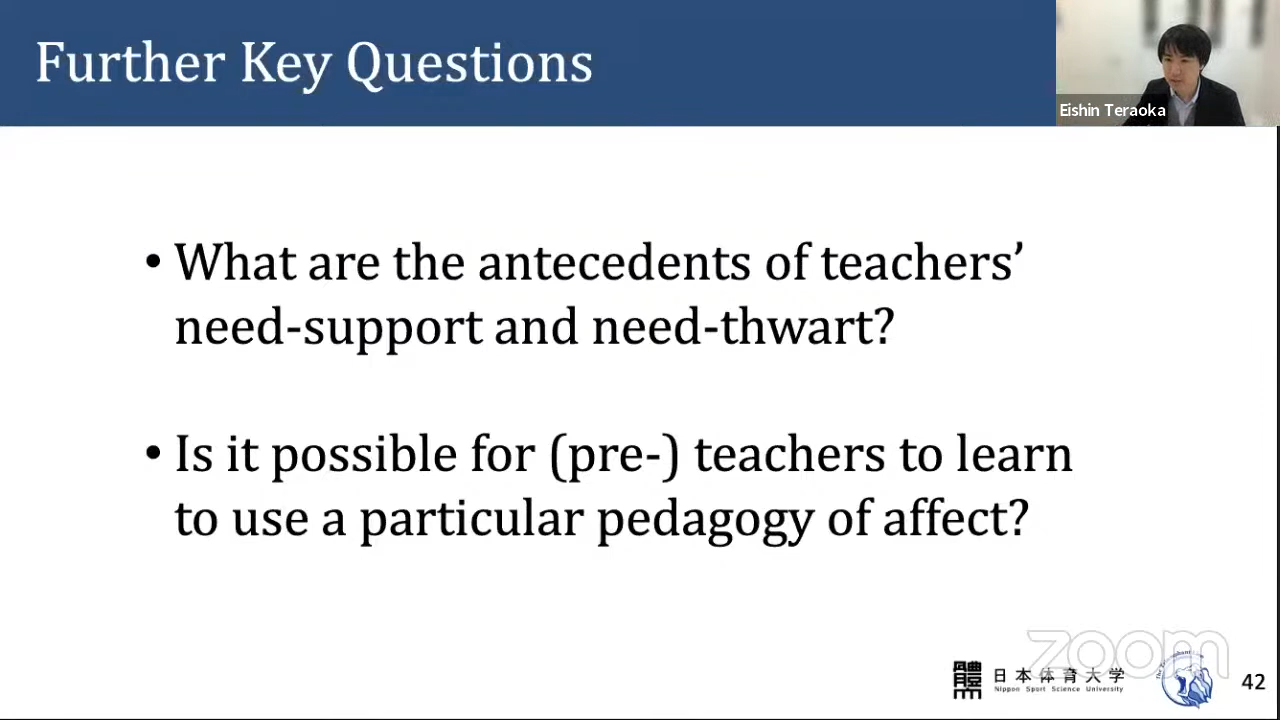 Further Key Questions
Eishin Teraoka
• What are the antecedents of teachers’
need-support and need-thwart?
• Is it possible for (pre-) teachers to learn
to use a particular pedagogy of affect?
zoom
日本体育大学
Nippon Sport Science University
42